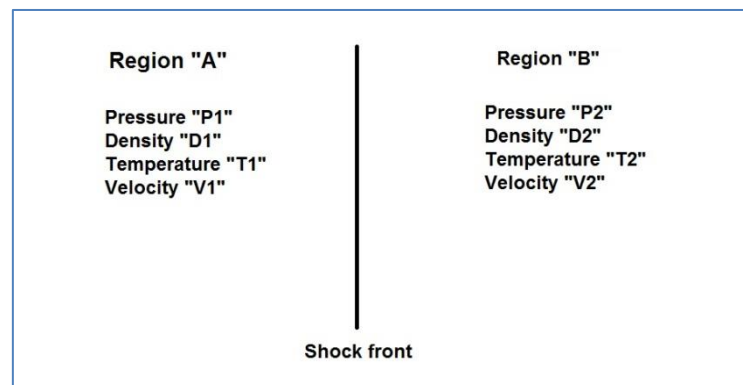 Region "A"
Pressure "P1"
Density "D1"
Temperature "T1"
Velocity "V1"
Region "B"
Pressure "P2"
Density "D2"
Temperature "T2"
Velocity "V2"
Shock front